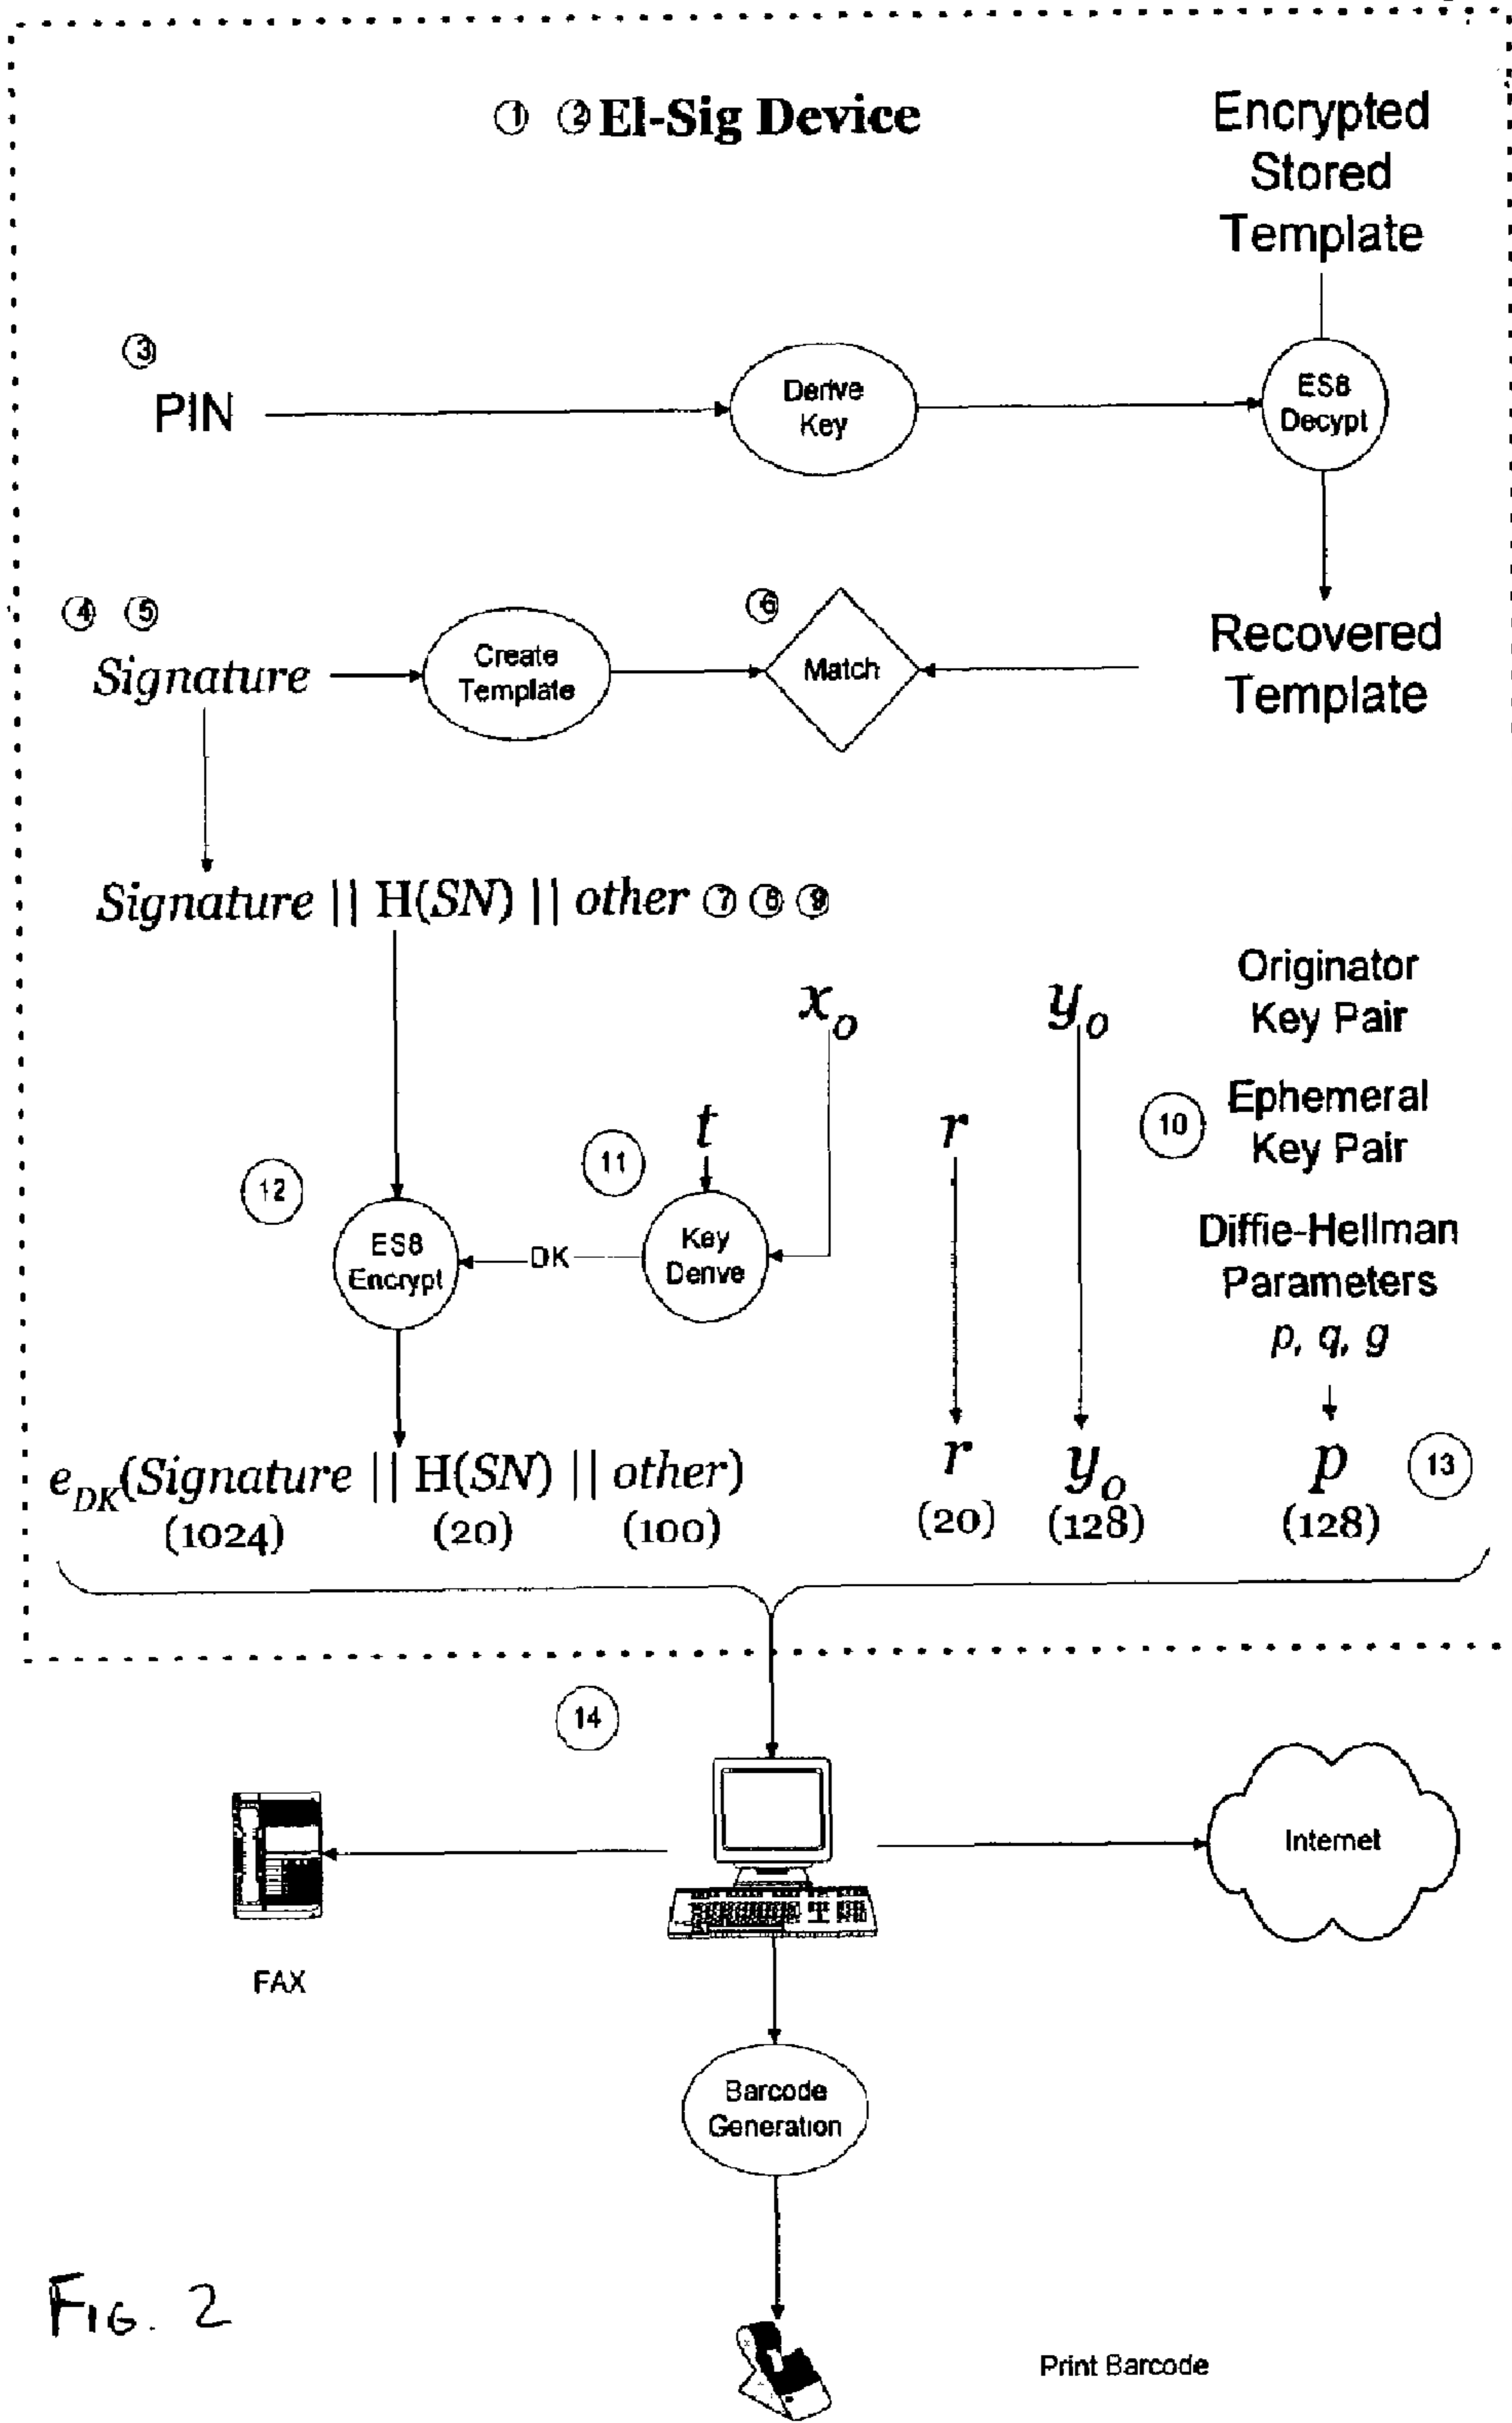 ① ② El-Sig Device
Encrypted
Stored
Template
③
PIN
Derive
Key
ES8
Decypt
④ ⑤
Signature
Create
Template
⑥
Match
Recovered
Template
Signature || H(SN) || other ⑦ ⑧ ⑨
x_o
y_o
Originator
Key Pair
t
r
10
Ephemeral
Key Pair
11
12
ES8
Encrypt
DK
Key
Derive
Diffie-Hellman
Parameters
p, q, g
e_DK(Signature || H(SN) || other)
(1024) (20) (100)
r
(20)
y_o
(128)
p
(128)
13
14
FAX
Internet
Barcode
Generation
Print Barcode
FIG. 2